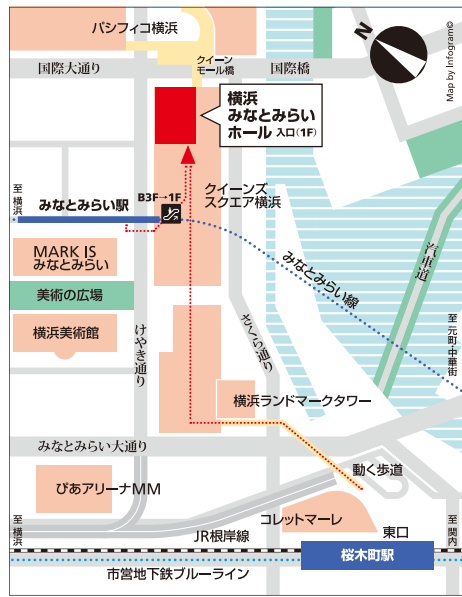 パシフィコ横浜
国際大通り
クイーン
モール橋
国際橋
N
Map by Infogram©
横浜
みなとみらい
ホール 入口(1F)
至 横浜
みなとみらい駅
B3F→1F
クイーンズ
スクエア横浜
MARK IS
みなとみらい
美術の広場
横浜美術館
けやき通り
さくら通り
みなとみらい線
汽車道
至 元町・中華街
横浜ランドマークタワー
みなとみらい大通り
動く歩道
ぴあアリーナMM
コレットマーレ
東口
至 横浜
JR根岸線
桜木町駅
至 関内
市営地下鉄ブルーライン